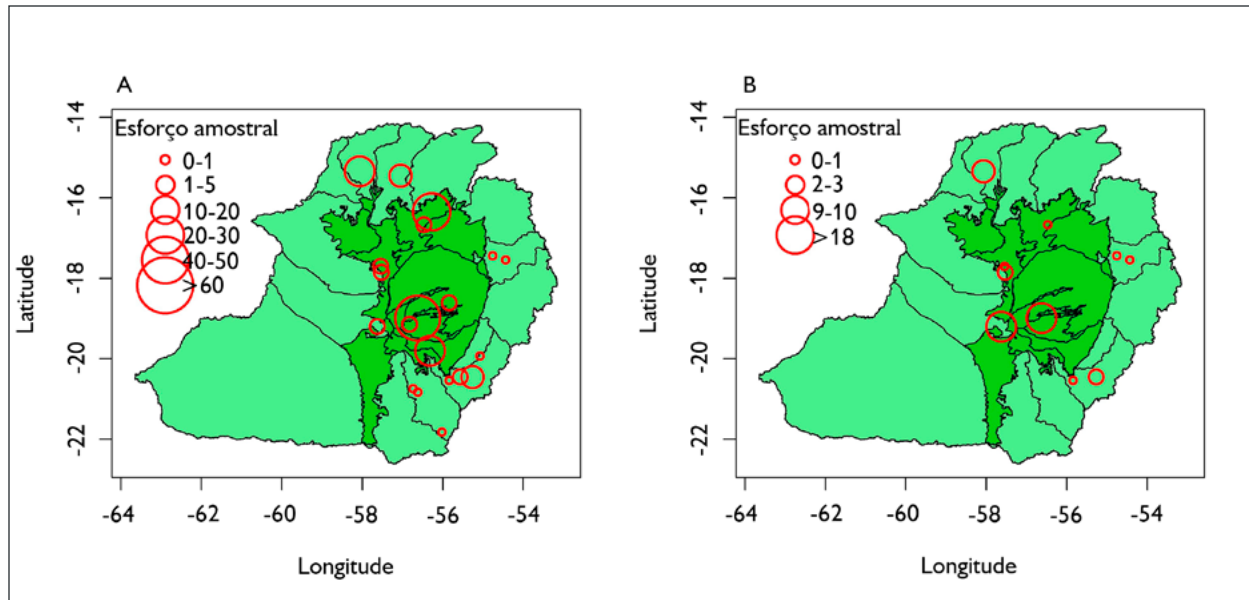 A
Esforço amostral
0-1
1-5
10-20
20-30
40-50
>60
Latitude
-14
-16
-18
-20
-22
-64 -62 -60 -58 -56 -54
Longitude
B
Esforço amostral
0-1
2-3
9-10
>18
Latitude
-14
-16
-18
-20
-22
-64 -62 -60 -58 -56 -54
Longitude